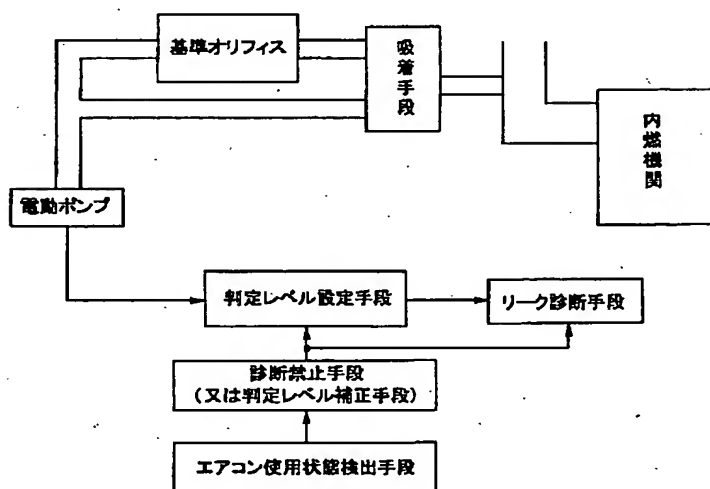 基準オリフィス
吸着手段
内燃機関
電動ポンプ
判定レベル設定手段
リーク診断手段
診断禁止手段
(又は判定レベル補正手段)
エアコン使用状態検出手段